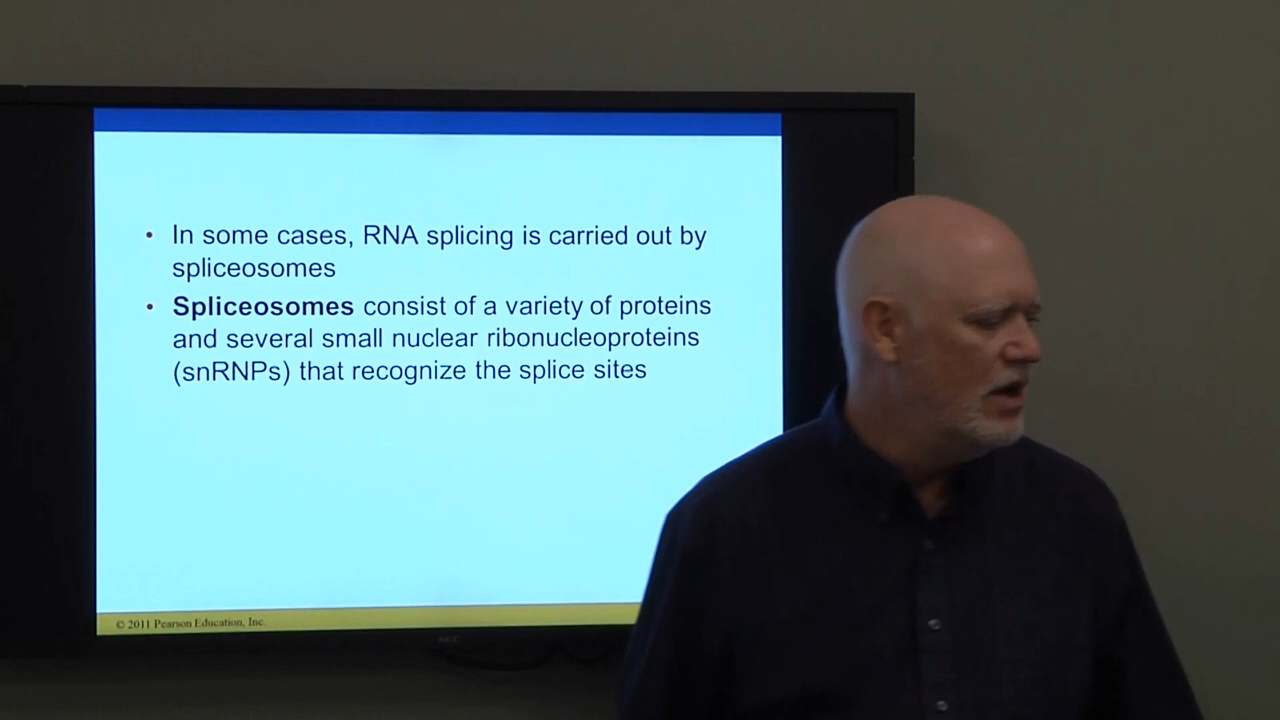 • In some cases, RNA splicing is carried out by
spliceosomes
• Spliceosomes consist of a variety of proteins
and several small nuclear ribonucleoproteins
(snRNPs) that recognize the splice sites
© 2011 Pearson Education, Inc.
NEC